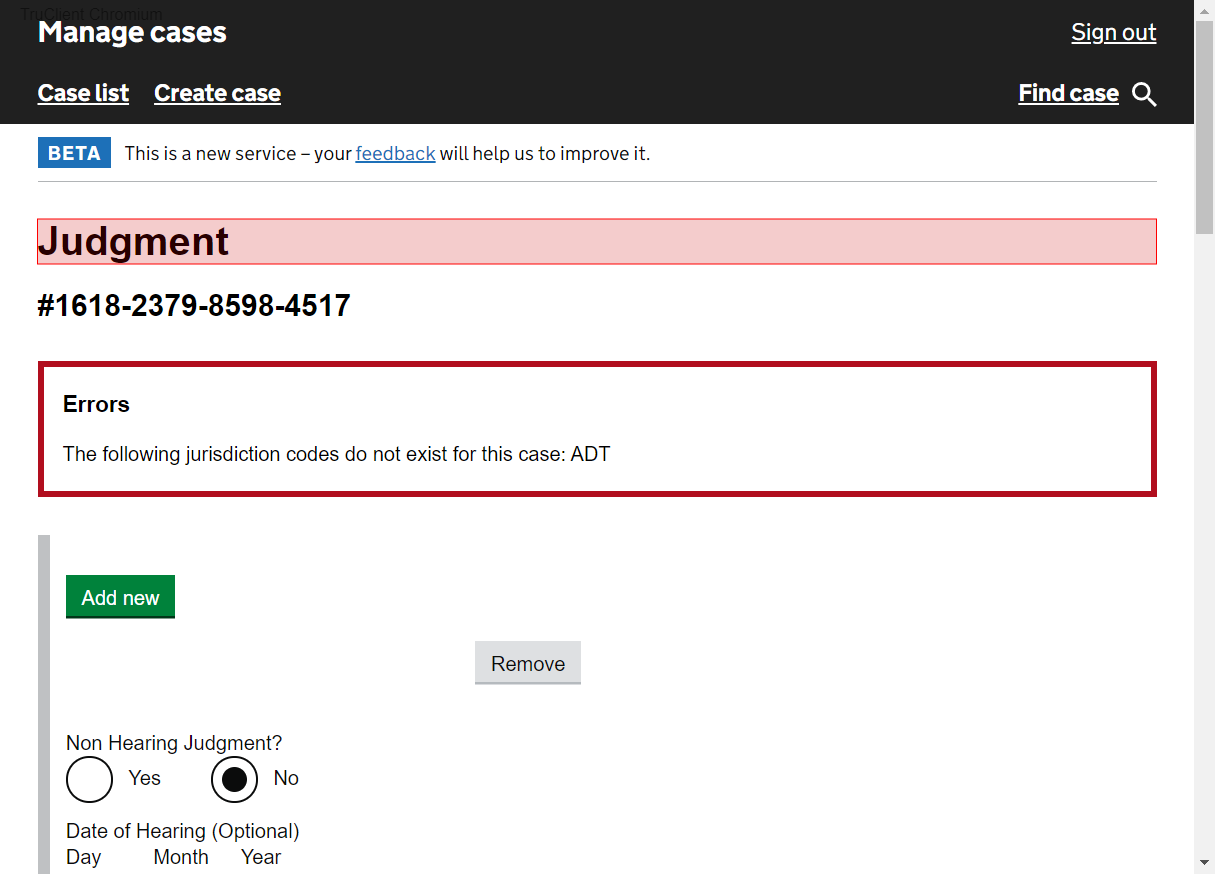 TruClient Chromium
Manage cases
Sign out
Case list Create case
Find case
BETA This is a new service – your feedback will help us to improve it.
Judgment
#1618-2379-8598-4517
Errors
The following jurisdiction codes do not exist for this case: ADT
Add new
Remove
Non Hearing Judgment?
Yes No
Date of Hearing (Optional)
Day Month Year